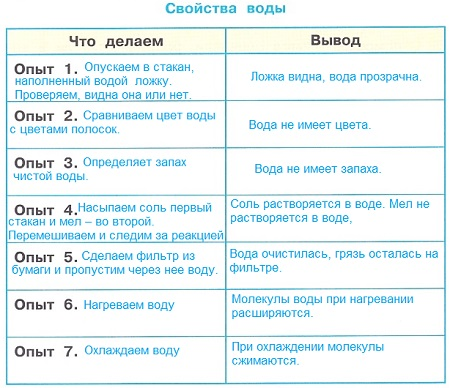 Свойства воды
Что делаем
Вывод
Опыт 1. Опускаем в стакан,
наполненный водой ложку.
Проверяем, видна она или нет.
Ложка видна, вода прозрачна.
Опыт 2. Сравниваем цвет воды
с цветами полосок.
Вода не имеет цвета.
Опыт 3. Определяет запах
чистой воды.
Вода не имеет запаха.
Опыт 4. Насыпаем соль первый
стакан и мел – во второй.
Перемешиваем и следим за реакцией
Соль растворяется в воде. Мел не
растворяется в воде,
Опыт 5. Сделаем фильтр из
бумаги и пропустим через нее воду.
Вода очистилась, грязь осталась на
фильтре.
Опыт 6. Нагреваем воду
Молекулы воды при нагревании
расширяются.
Опыт 7. Охлаждаем воду
При охлаждении молекулы
сжимаются.